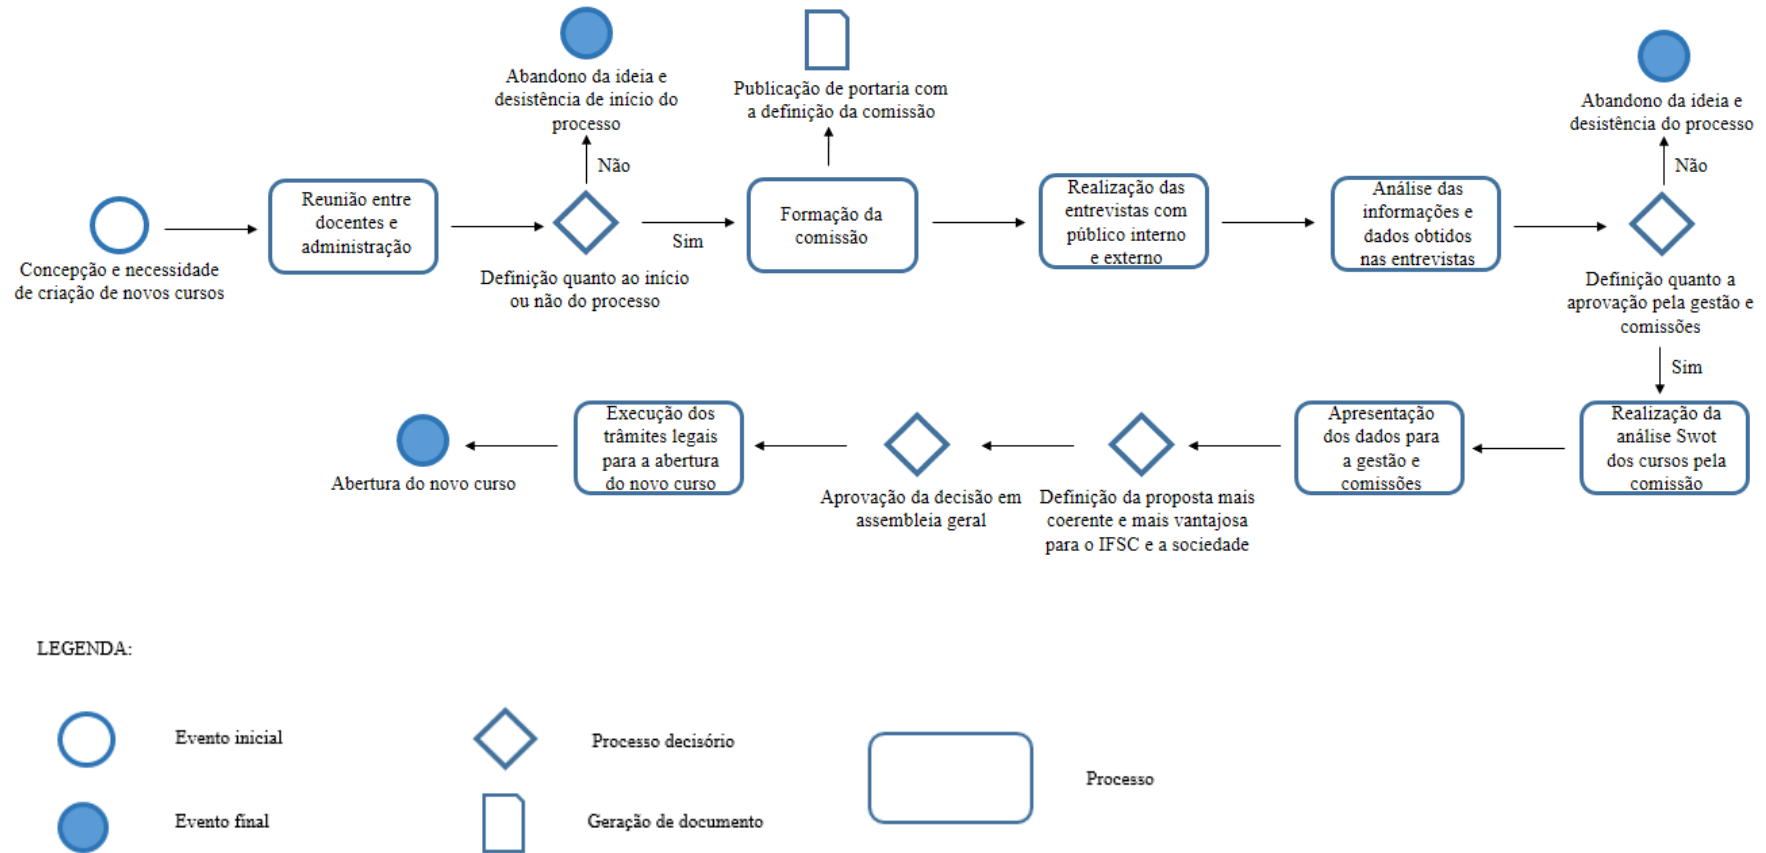 Abandono da ideia e
desistência de início do
processo
Não
Publicação de portaria com
a definição da comissão
Abandono da ideia e
desistência do processo
Não
Concepção e necessidade
de criação de novos cursos
Reunião entre
docentes e
administração
Definição quanto ao início
ou não do processo
Sim
Formação da
comissão
Realização das
entrevistas com
público interno
e externo
Análise das
informações e
dados obtidos
nas entrevistas
Definição quanto a
aprovação pela gestão e
comissões
Sim
Realização da
análise Swot
dos cursos pela
comissão
Apresentação
dos dados para
a gestão e
comissões
Definição da proposta mais
coerente e mais vantajosa
para o IFSC e a sociedade
Aprovação da decisão em
assembleia geral
Execução dos
trâmites legais
para a abertura
do novo curso
Abertura do novo curso
LEGENDA:
Evento inicial
Processo decisório
Processo
Evento final
Geração de documento